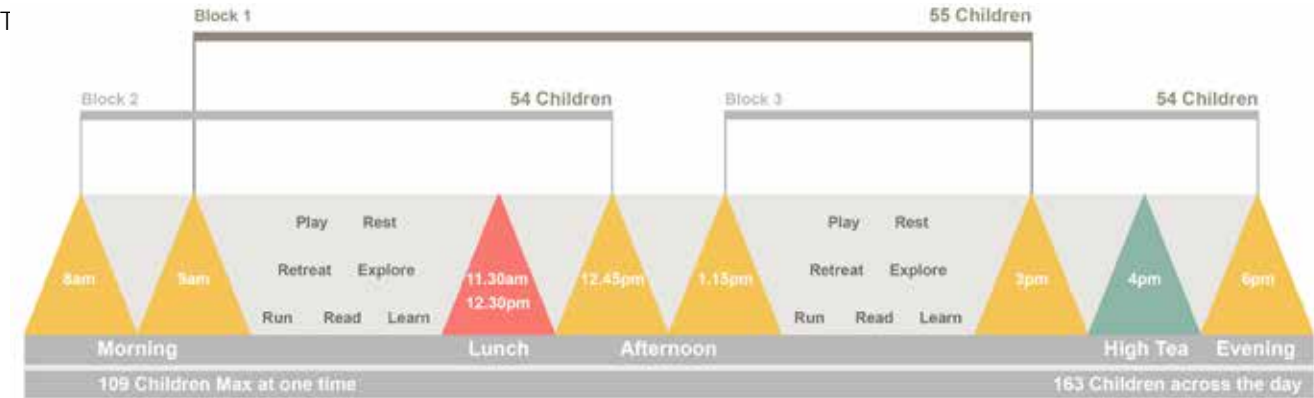 T
Block 1 55 Children
Block 2 54 Children Block 3 54 Children
Play Rest Play Rest
8am 9am Retreat Explore 11.30am 12.45pm 1.15pm Retreat Explore 3pm 4pm 6pm
12.30pm
Run Read Learn Run Read Learn
Morning Lunch Afternoon High Tea Evening
109 Children Max at one time 163 Children across the day